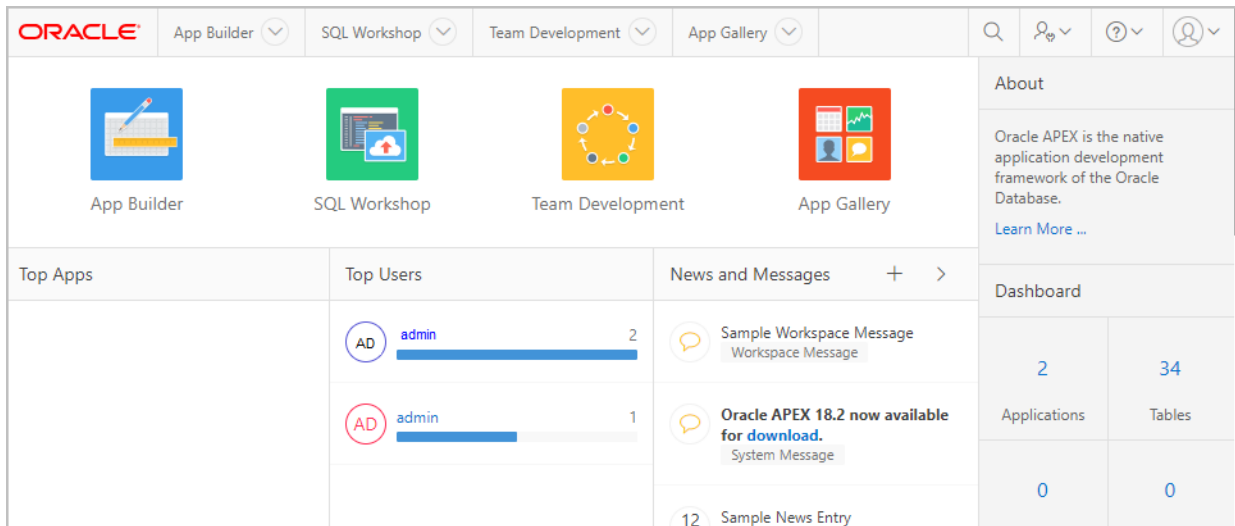 ORACLE
App Builder
SQL Workshop
Team Development
App Gallery
App Builder
SQL Workshop
Team Development
App Gallery
About
Oracle APEX is the native
application development
framework of the Oracle
Database.
Learn More ...
Top Apps
Top Users
AD
admin
2
AD
admin
1
News and Messages
Sample Workspace Message
Workspace Message
Oracle APEX 18.2 now available
for download.
System Message
12
Sample News Entry
Dashboard
2
34
Applications
Tables
0
0